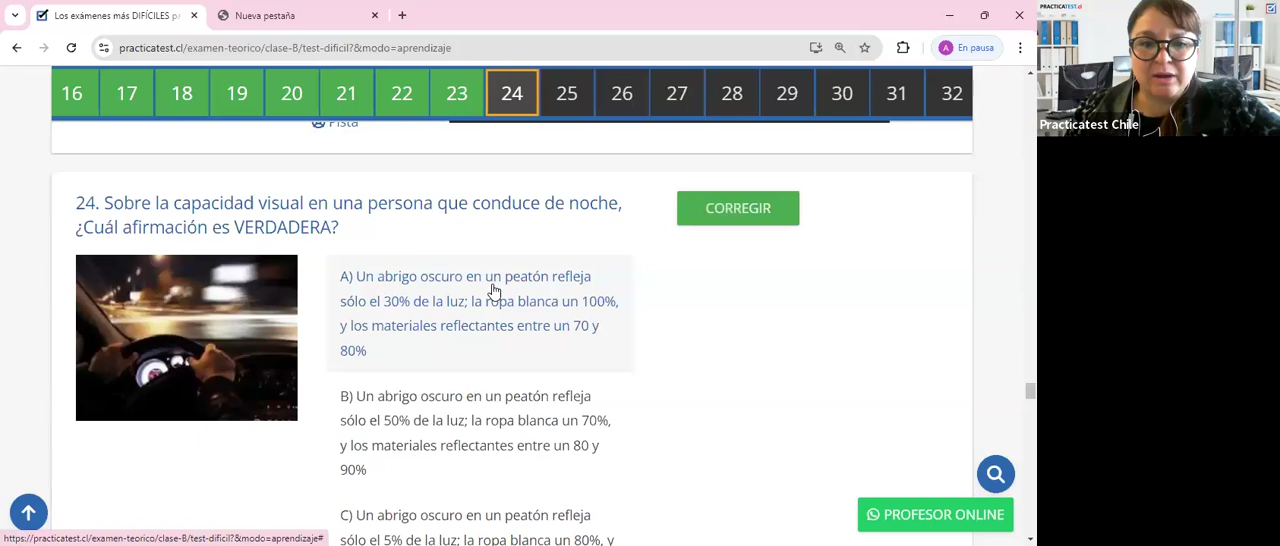 Los exámenes más DIFÍCILES pa
Nueva pestaña
practicatest.cl/examen-teorico/clase-B/test-dificil?&modo=aprendizaje
A En pausa
PRACTICATEST.cl
16 17 18 19 20 21 22 23 24 25 26 27 28 29 30 31 32
Pista
Practicatest Chile
24. Sobre la capacidad visual en una persona que conduce de noche,
¿Cuál afirmación es VERDADERA?
CORREGIR
A) Un abrigo oscuro en un peatón refleja
sólo el 30% de la luz; la ropa blanca un 100%,
y los materiales reflectantes entre un 70 y
80%
B) Un abrigo oscuro en un peatón refleja
sólo el 50% de la luz; la ropa blanca un 70%,
y los materiales reflectantes entre un 80 y
90%
C) Un abrigo oscuro en un peatón refleja
sólo el 5% de la luz; la ropa blanca un 80%, y
PROFESOR ONLINE
https://practicatest.cl/examen-teorico/clase-B/test-dificil?&modo=aprendizaje#